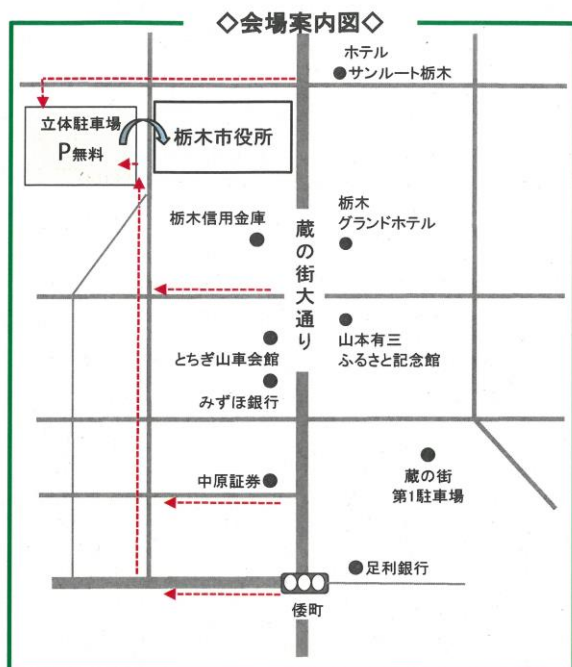 ◇会場案内図◇
ホテル
サンルート栃木
立体駐車場
P無料
栃木市役所
栃木信用金庫
栃木
グランドホテル
蔵の街大通り
山本有三
ふるさと記念館
とちぎ山車会館
みずほ銀行
中原証券
蔵の街
第1駐車場
足利銀行
倭町